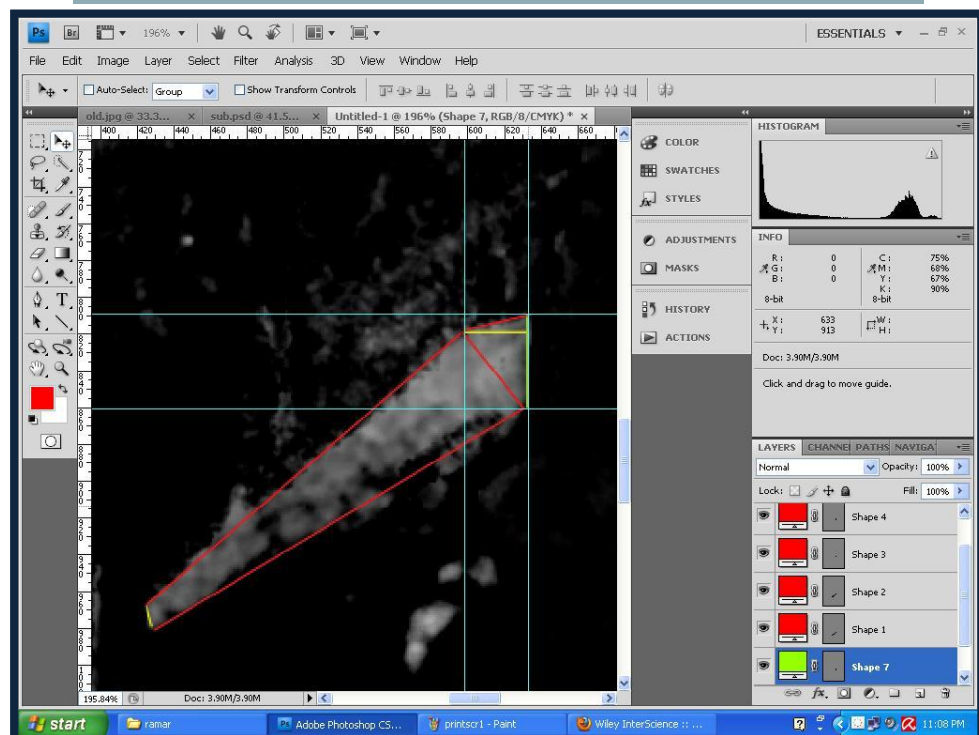 Ps Br 196% ESSENTIALS
File Edit Image Layer Select Filter Analysis 3D View Window Help
Auto-Select: Group Show Transform Controls
old.jpg @ 33.3... x sub.psd @ 41.5... x Untitled-1 @ 196% (Shape 7, RGB/8/CMYK) * x
400 420 440 460 480 500 520 540 560 580 600 620 640 660
COLOR
SWATCHES
STYLES
ADJUSTMENTS
MASKS
HISTORY
ACTIONS
HISTOGRAM
INFO
R: 0 C: 75%
G: 0 M: 68%
B: 0 Y: 67%
K: 90%
8-bit 8-bit
X: 633 W:
Y: 913 H:
Doc: 3.90M/3.90M
Click and drag to move guide.
LAYERS CHANNEL PATHS NAVIGA
Normal Opacity: 100%
Lock: Fill: 100%
Shape 4
Shape 3
Shape 2
Shape 1
Shape 7
195.84% Doc: 3.90M/3.90M
start ramar Adobe Photoshop CS... printscr1 - Paint Wiley InterScience :: ... 11:08 PM